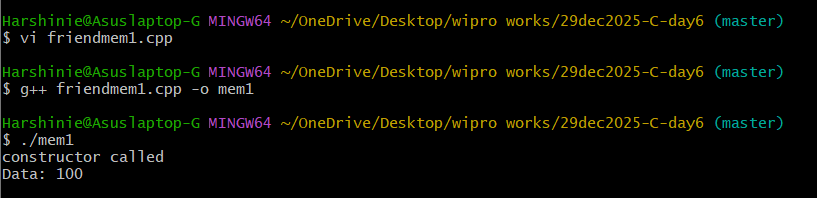 Harshinie@Asuslaptop-G MINGW64 ~/OneDrive/Desktop/wipro works/29dec2025-C-day6 (master)
$ vi friendmem1.cpp
Harshinie@Asuslaptop-G MINGW64 ~/OneDrive/Desktop/wipro works/29dec2025-C-day6 (master)
$ g++ friendmem1.cpp -o mem1
Harshinie@Asuslaptop-G MINGW64 ~/OneDrive/Desktop/wipro works/29dec2025-C-day6 (master)
$ ./mem1
constructor called
Data: 100